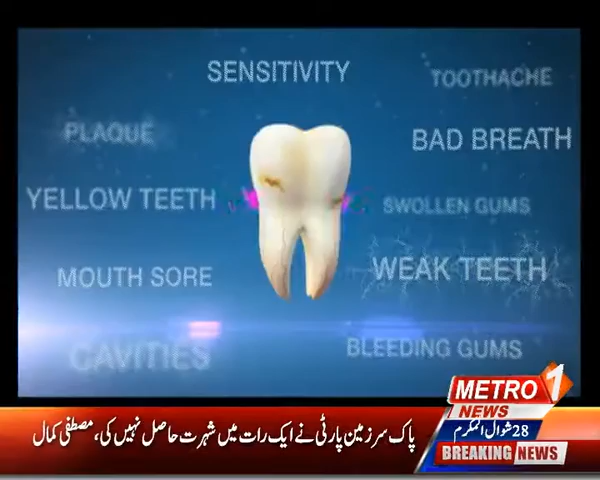 SENSITIVITY
TOOTHACHE
PLAQUE
BAD BREATH
YELLOW TEETH
SWOLLEN GUMS
WEAK TEETH
MOUTH SORE
CAVITIES
BLEEDING GUMS
METRO 1
NEWS
28 شوال المکرم
پاک سرزمین پارٹی نے ایک رات میں شہرت حاصل نہیں کی، مصطفیٰ کمال
BREAKING NEWS